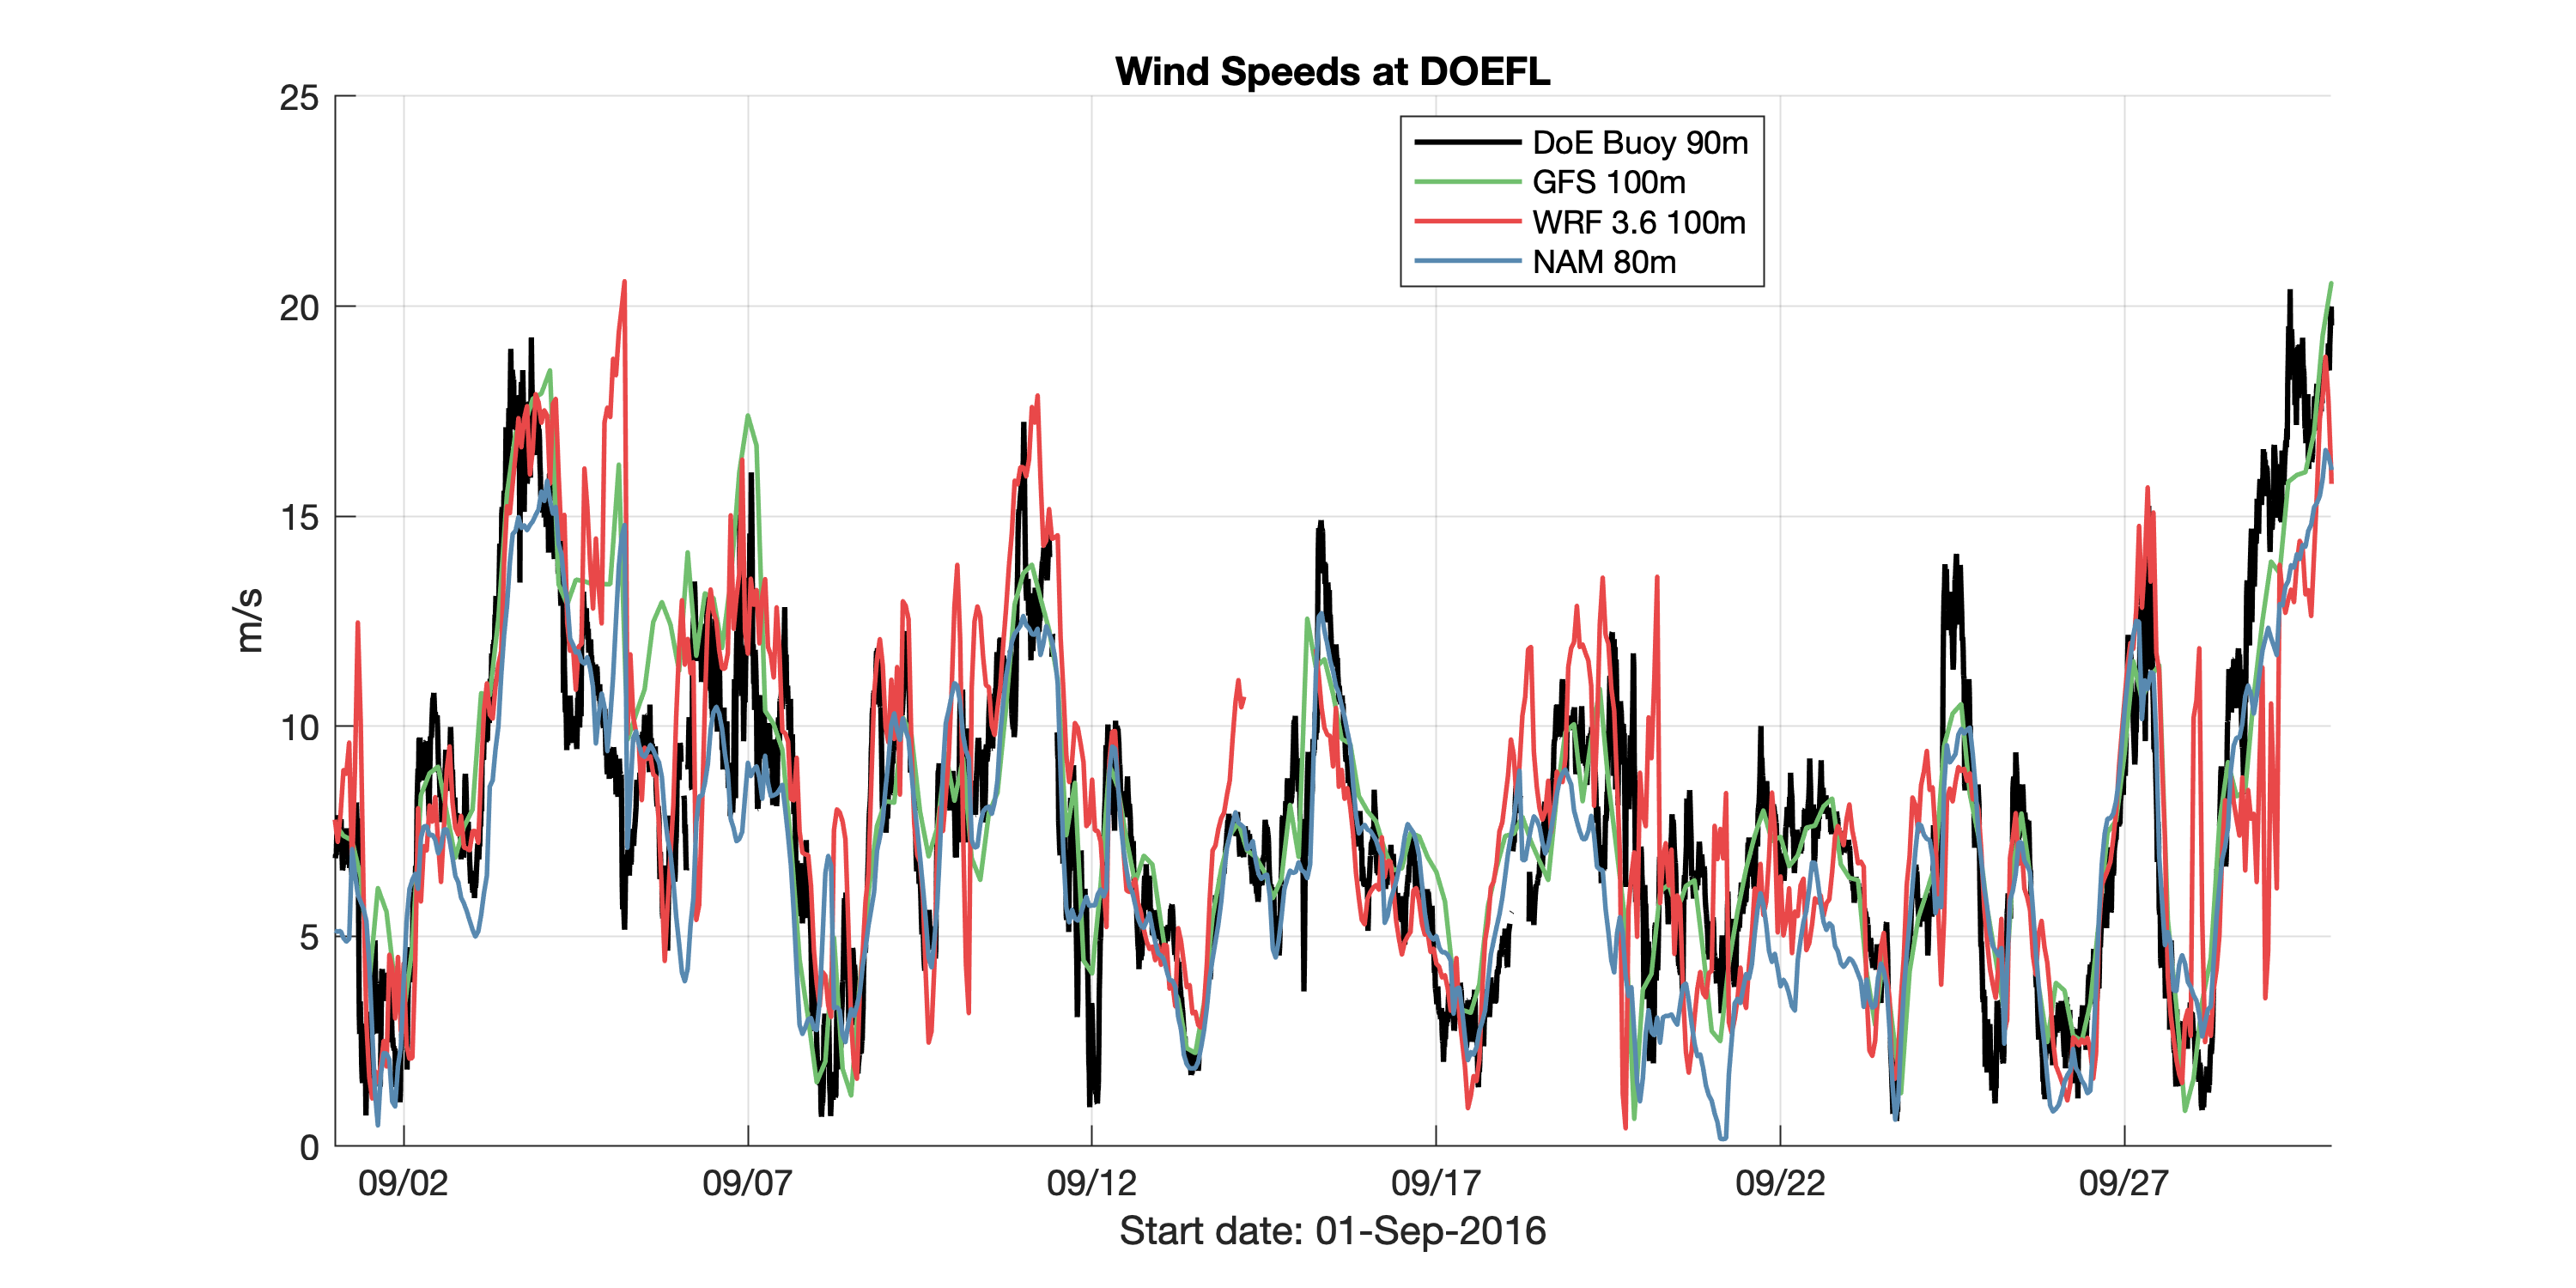 Wind Speeds at DOEFL
25
20
15
10
5
0
m/s
DoE Buoy 90m
GFS 100m
WRF 3.6 100m
NAM 80m
09/02
09/07
09/12
09/17
09/22
09/27
Start date: 01-Sep-2016